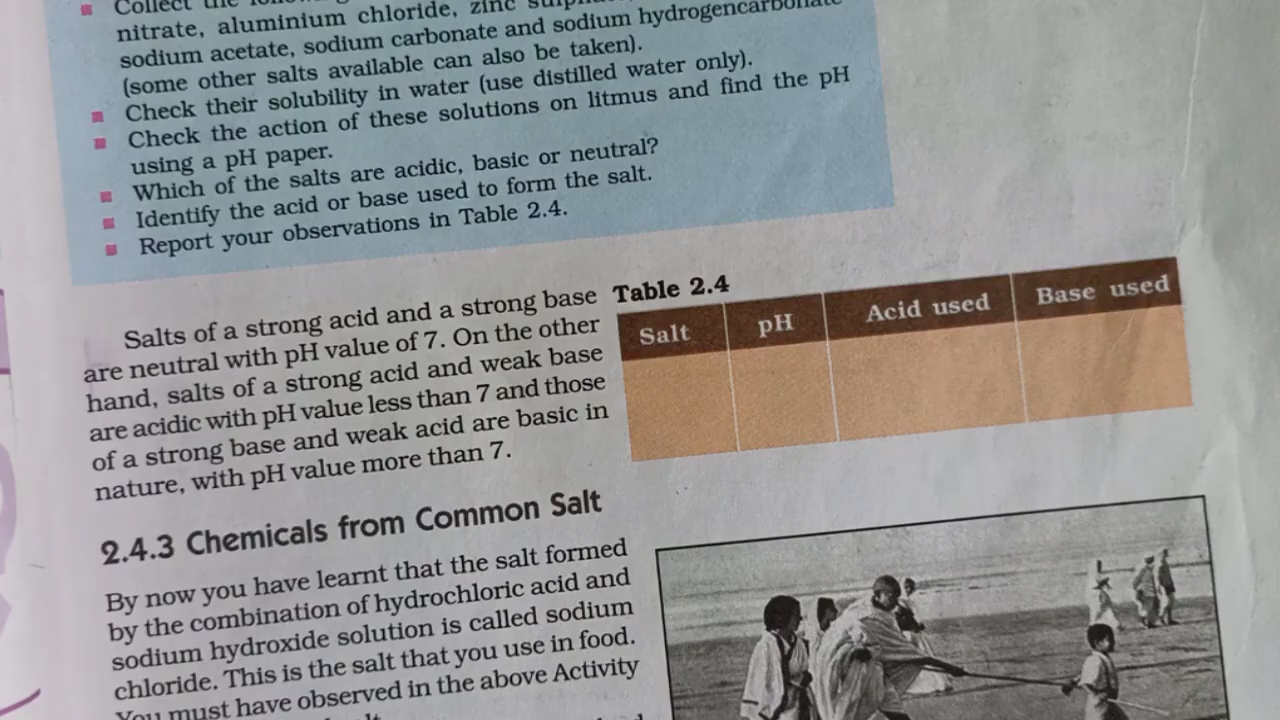 Collect the
nitrate, aluminium chloride, zinc
sodium acetate, sodium carbonate and sodium hydrogencarbonate
(some other salts available can also be taken).
Check their solubility in water (use distilled water only).
Check the action of these solutions on litmus and find the pH
using a pH paper.
Which of the salts are acidic, basic or neutral?
Identify the acid or base used to form the salt.
Report your observations in Table 2.4.
Salts of a strong acid and a strong base
are neutral with pH value of 7. On the other
hand, salts of a strong acid and weak base
are acidic with pH value less than 7 and those
of a strong base and weak acid are basic in
nature, with pH value more than 7.
Table 2.4
Salt pH Acid used Base used
2.4.3 Chemicals from Common Salt
By now you have learnt that the salt formed
by the combination of hydrochloric acid and
sodium hydroxide solution is called sodium
chloride. This is the salt that you use in food.
You must have observed in the above Activity